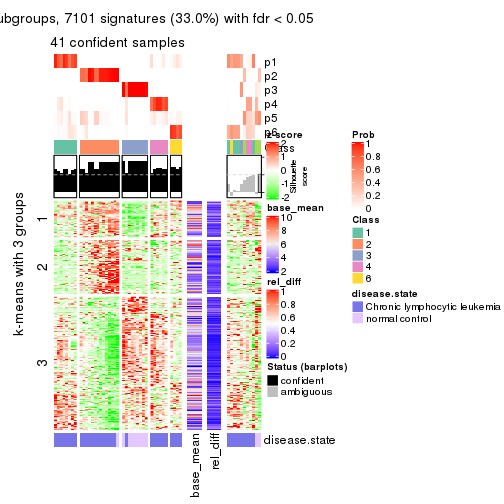 ubgroups, 7101 signatures (33.0%) with fdr < 0.05
41 confident samples
p1
p2
p3
p4
p5
p6
z-score
2
-1
-2
Silhouette
score
Prob
1
0.8
0.6
0.4
0.2
0
base_mean
10
8
6
4
2
Class
1
2
3
4
6
rel_diff
1
0.8
0.6
0.4
0.2
0
disease.state
Chronic lymphocytic leukemia
normal control
Status (barplots)
confident
ambiguous
k-means with 3 groups
1
2
3
disease.state
base_mean
rel_diff